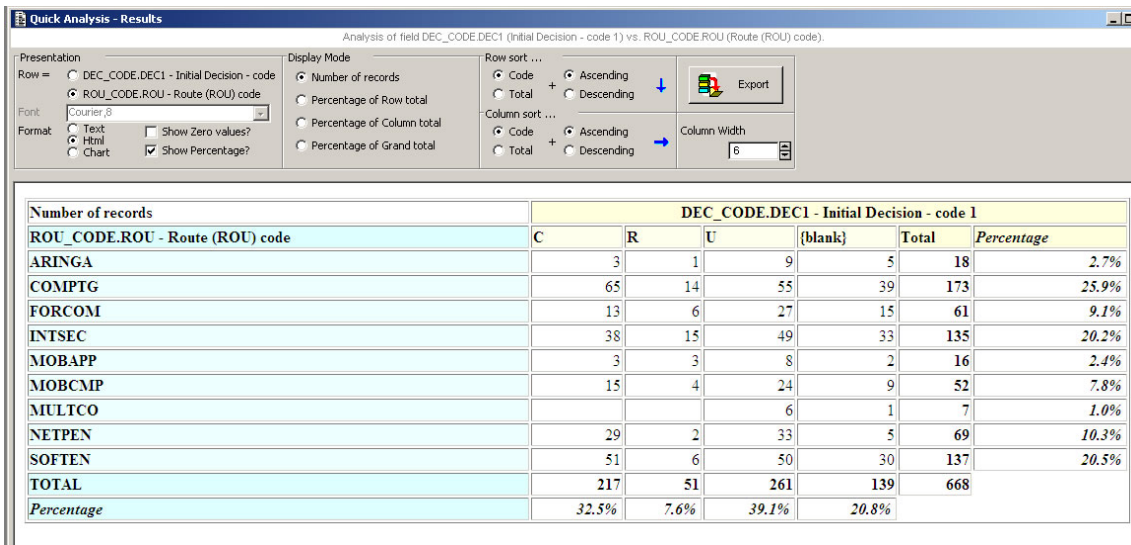 Quick Analysis - Results
Analysis of field DEC_CODE.DEC1 (Initial Decision - code 1) vs. ROU_CODE.ROU (Route (ROU) code).
Presentation Display Mode Row sort ...
Row = DEC_CODE.DEC1 - Initial Decision - code Number of records Code + Ascending Export
ROU_CODE.ROU - Route (ROU) code Percentage of Row total Total Descending
Font Courier,8 Percentage of Column total Column sort ...
Format Text Show Zero values? Code + Ascending Column Width
Html Percentage of Grand total Total Descending 6
Chart Show Percentage?
Number of records DEC_CODE.DEC1 - Initial Decision - code 1
ROU_CODE.ROU - Route (ROU) code C R U {blank} Total Percentage
ARINGA 3 1 9 5 18 2.7%
COMPTG 65 14 55 39 173 25.9%
FORCOM 13 6 27 15 61 9.1%
INTSEC 38 15 49 33 135 20.2%
MOBAPP 3 3 8 2 16 2.4%
MOBCMP 15 4 24 9 52 7.8%
MULTCO 6 1 7 1.0%
NETPEN 29 2 33 5 69 10.3%
SOFTEN 51 6 50 30 137 20.5%
TOTAL 217 51 261 139 668
Percentage 32.5% 7.6% 39.1% 20.8%